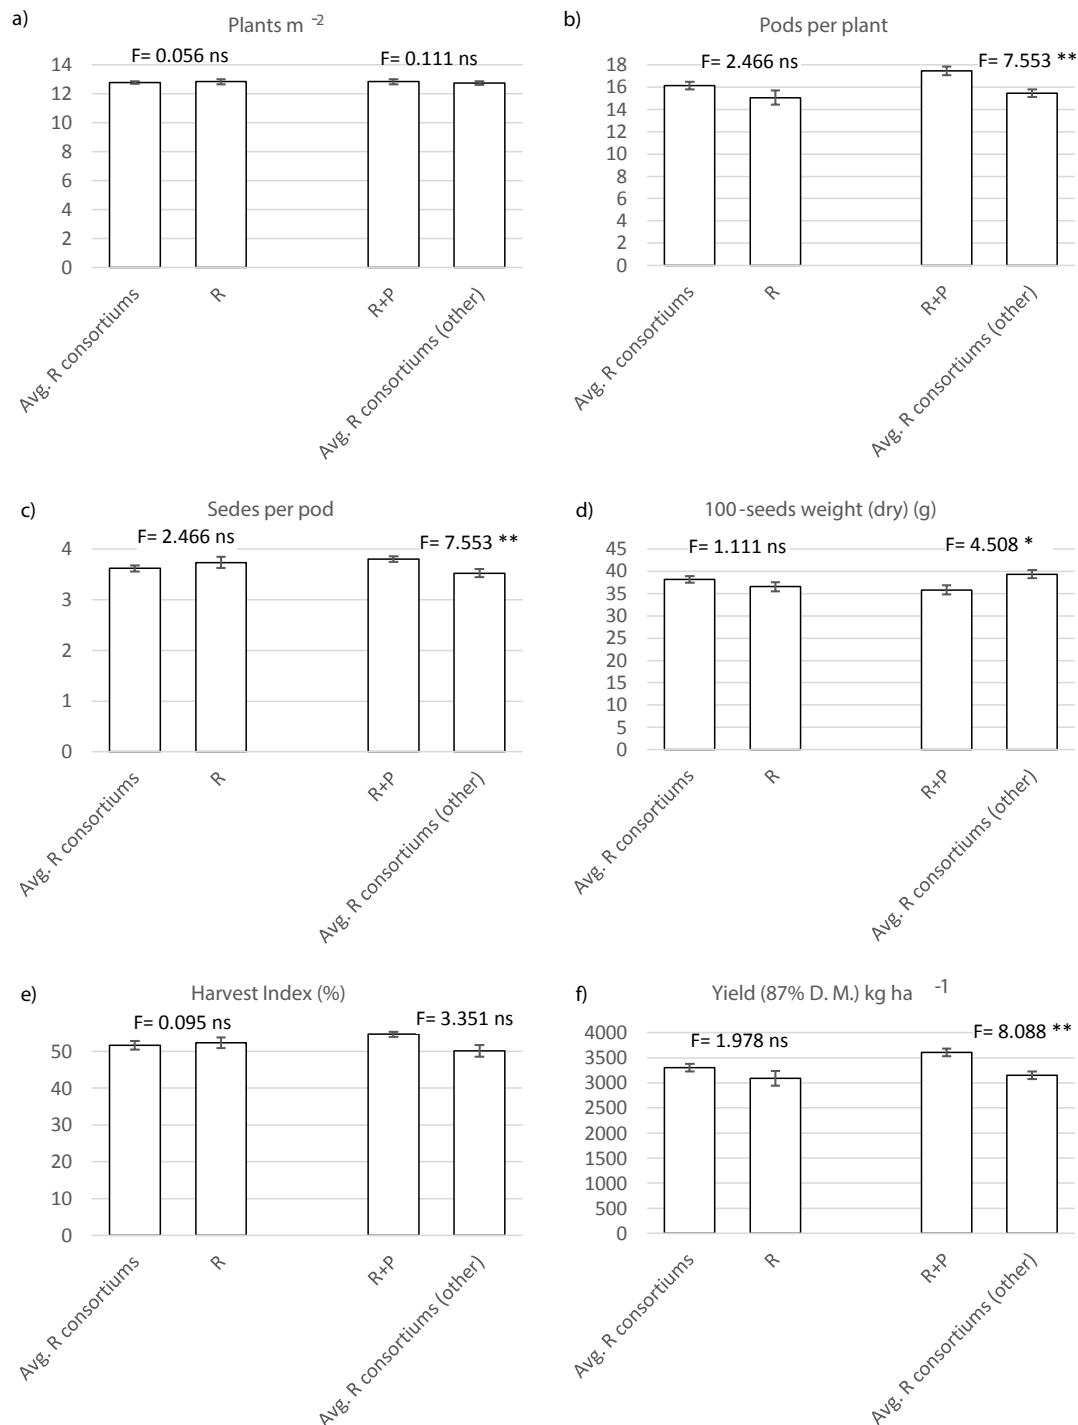 a)
Plants m -2
F= 0.056 ns
F= 0.111 ns
14
12
10
8
6
4
2
0
Avg. R consortiums
R
R+P
Avg. R consortiums (other)
b)
Pods per plant
F= 2.466 ns
F= 7.553 **
18
16
14
12
10
8
6
4
2
0
Avg. R consortiums
R
R+P
Avg. R consortiums (other)
c)
Sedes per pod
F= 2.466 ns
F= 7.553 **
4
3
2
1
0
Avg. R consortiums
R
R+P
Avg. R consortiums (other)
d)
100-seeds weight (dry) (g)
F= 1.111 ns
F= 4.508 *
45
40
35
30
25
20
15
10
5
0
Avg. R consortiums
R
R+P
Avg. R consortiums (other)
e)
Harvest Index (%)
F= 0.095 ns
F= 3.351 ns
50
40
30
20
10
0
Avg. R consortiums
R
R+P
Avg. R consortiums (other)
f)
Yield (87% D. M.) kg ha -1
F= 1.978 ns
F= 8.088 **
4000
3500
3000
2500
2000
1500
1000
500
0
Avg. R consortiums
R
R+P
Avg. R consortiums (other)